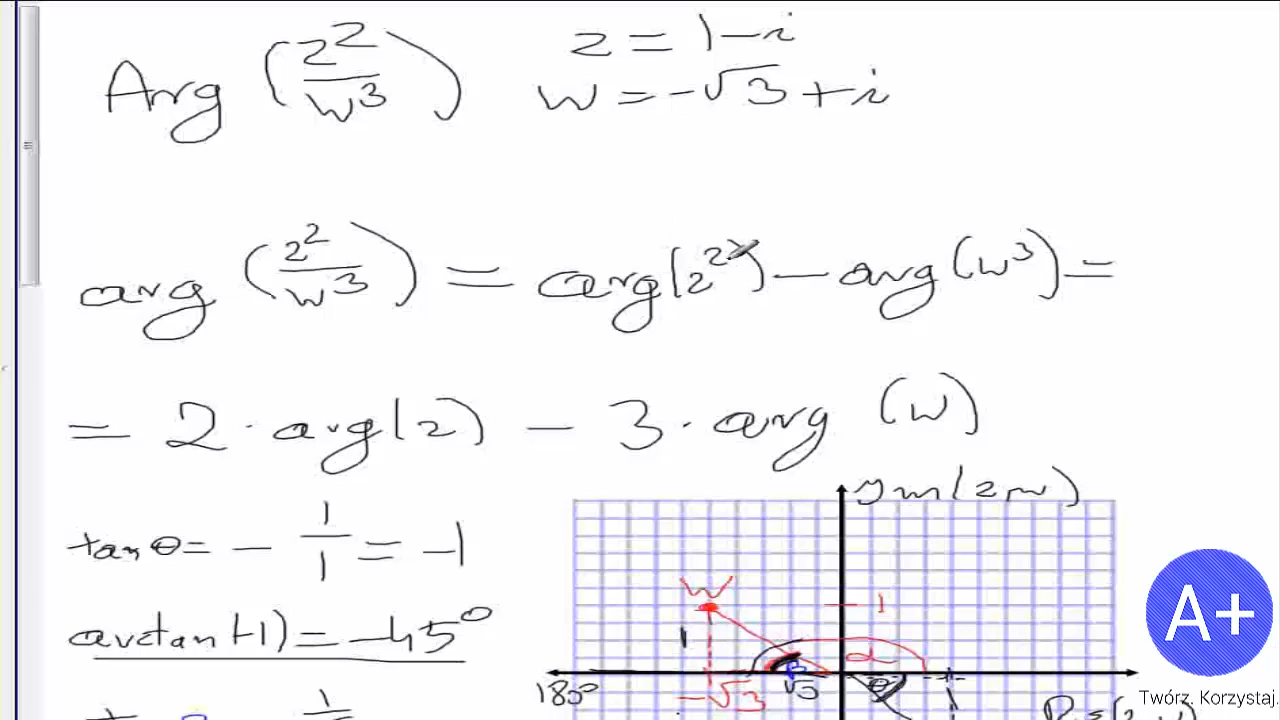 Arg (z²/w³) z = 1 - i
w = -√3 + i
arg (z²/w³) = arg(z²) - arg(w³) =
= 2 · arg(z) - 3 · arg (w)
Im(z,w)
tan θ = - 1/1 = -1
w
1
arctan(-1) = -45°
1
α
180°
-√3
√3
θ
A+
Twórz, Korzystaj